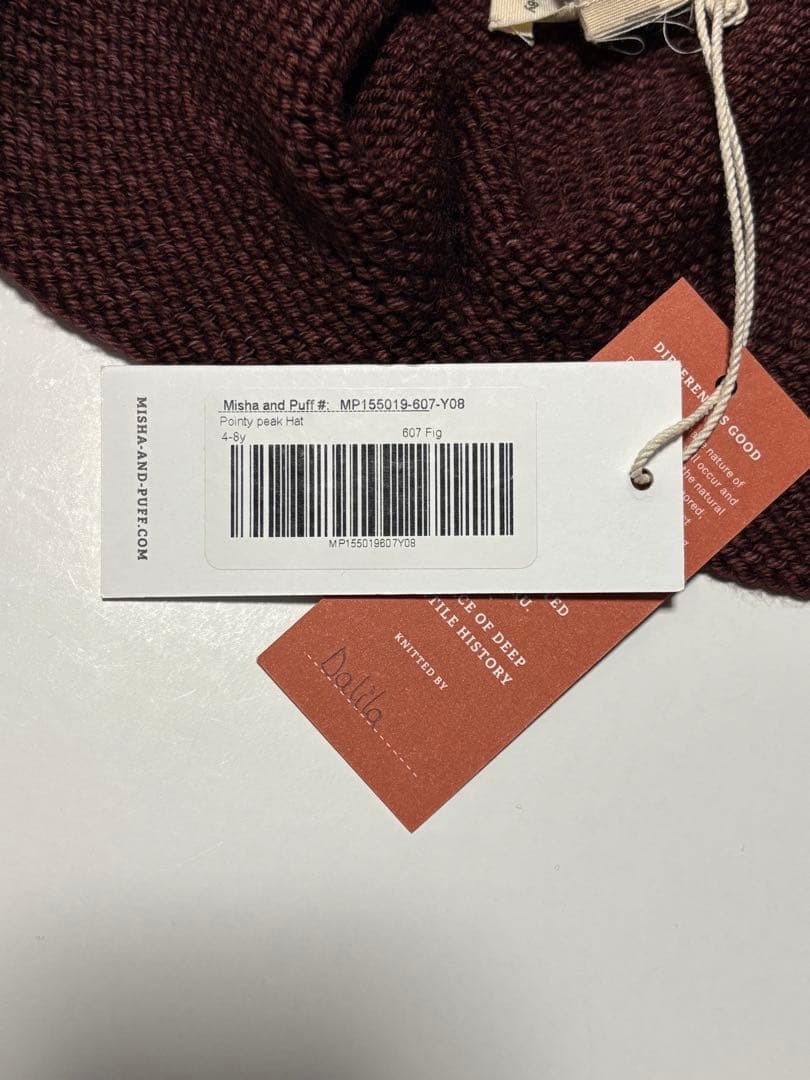 MISHA-AND-PUFF.COM
Misha and Puff #: MP155019-607-Y08
Pointy peak Hat
4-8y 607 Fig
MP155019607Y08
IS GOOD
nature of
occur and
the natural
CE OF DEEP
TILE HISTORY
KNITTED BY
Dalila